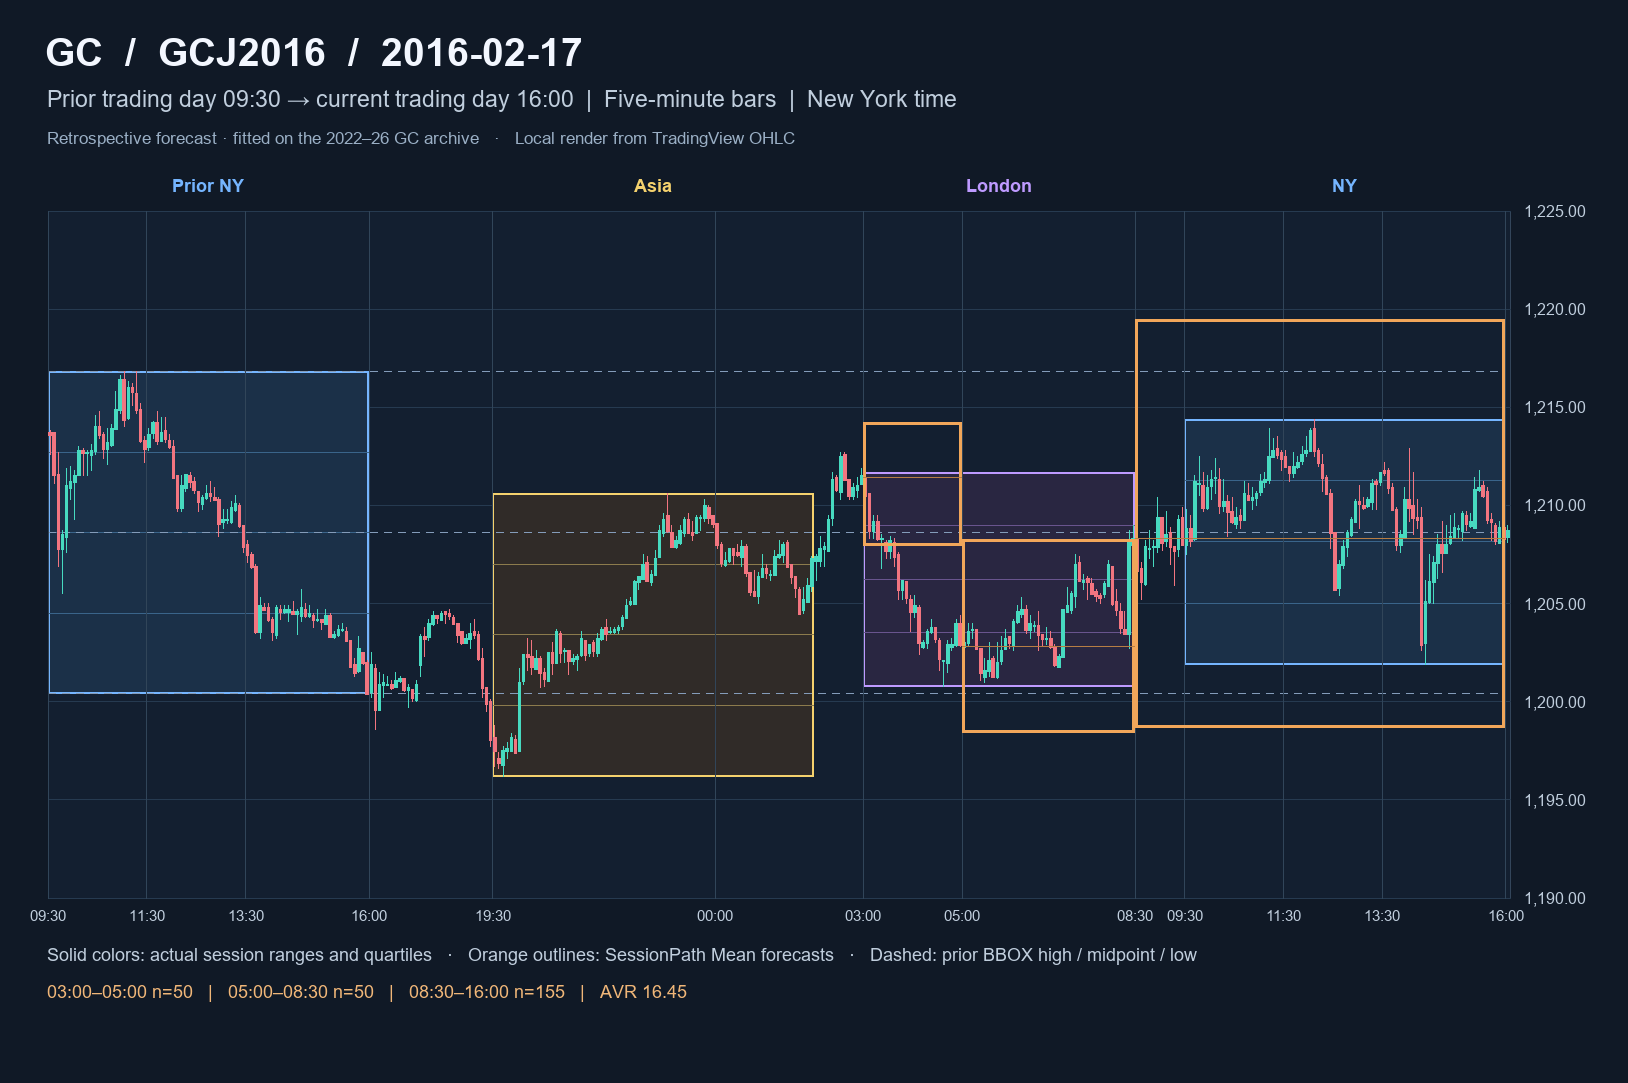 GC / GCJ2016 / 2016-02-17
Prior trading day 09:30 → current trading day 16:00 | Five-minute bars | New York time
Retrospective forecast · fitted on the 2022–26 GC archive · Local render from TradingView OHLC
Prior NY Asia London NY
1,225.00
1,220.00
1,215.00
1,210.00
1,205.00
1,200.00
1,195.00
1,190.00
09:30 11:30 13:30 16:00 19:30 00:00 03:00 05:00 08:30 09:30 11:30 13:30 16:00
Solid colors: actual session ranges and quartiles · Orange outlines: SessionPath Mean forecasts · Dashed: prior BBOX high / midpoint / low
03:00–05:00 n=50 | 05:00–08:30 n=50 | 08:30–16:00 n=155 | AVR 16.45